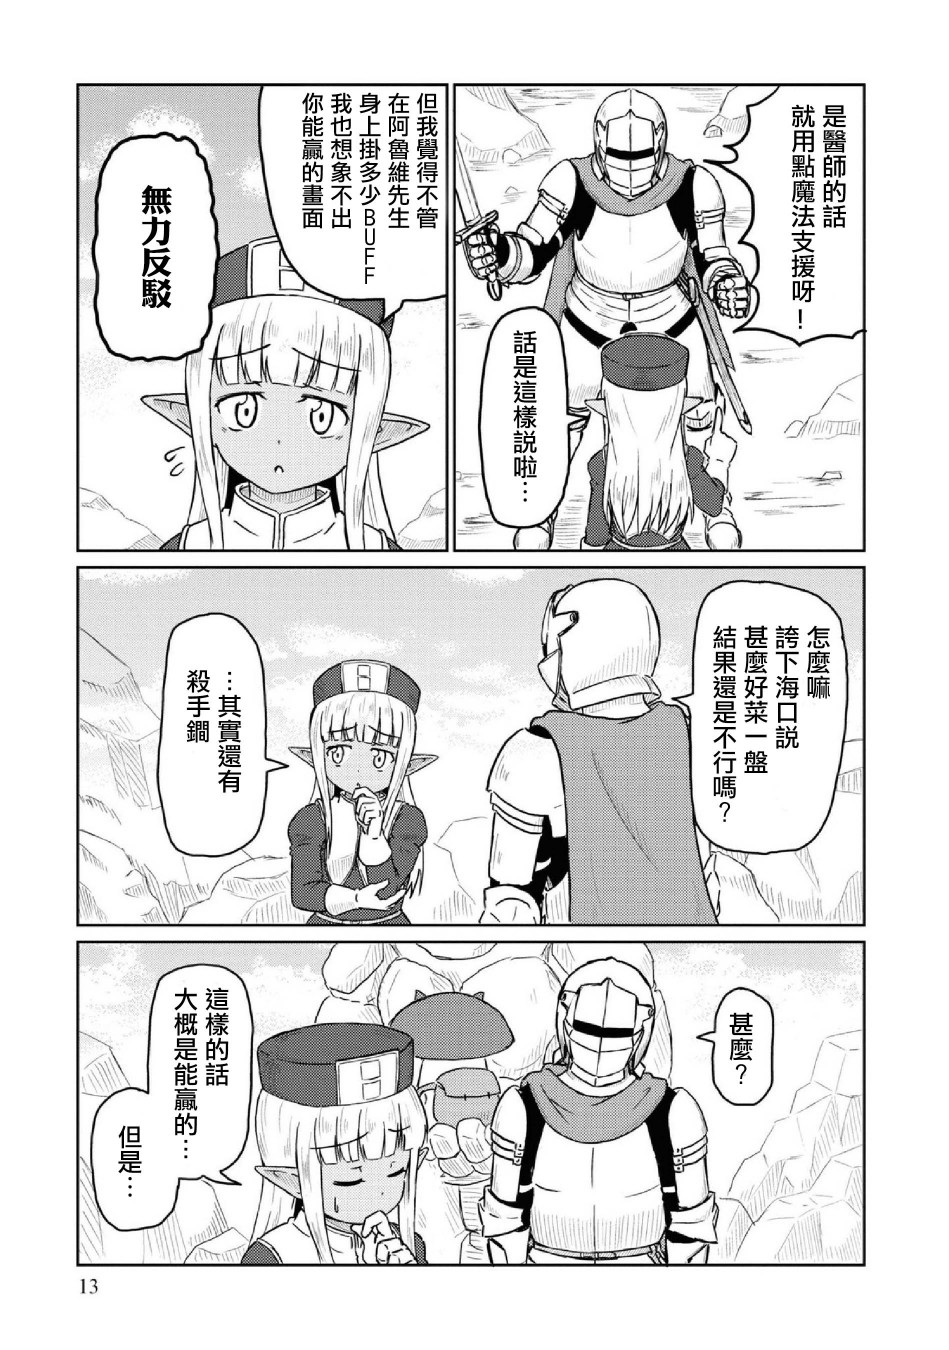 是醫師的話
就用點魔法支援呀！
話是這樣說啦…
但我覺得不管
在阿魯維先生
身上掛多少BUFF
我也想象不出
你能贏的畫面
無力反駁
怎麼嘛
誇下海口說
甚麼好菜一盤
結果還是不行嗎？
…其實還有
殺手鐧
甚麼？
這樣的話
大概是能贏的…
但是…
13